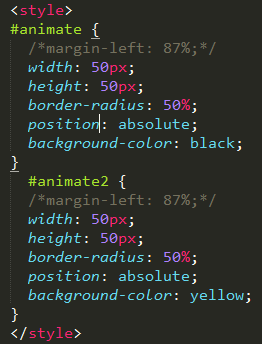 <style>
#animate {
/*margin-left: 87%;*/
width: 50px;
height: 50px;
border-radius: 50%;
position: absolute;
background-color: black;
}
#animate2 {
/*margin-left: 87%;*/
width: 50px;
height: 50px;
border-radius: 50%;
position: absolute;
background-color: yellow;
}
</style>